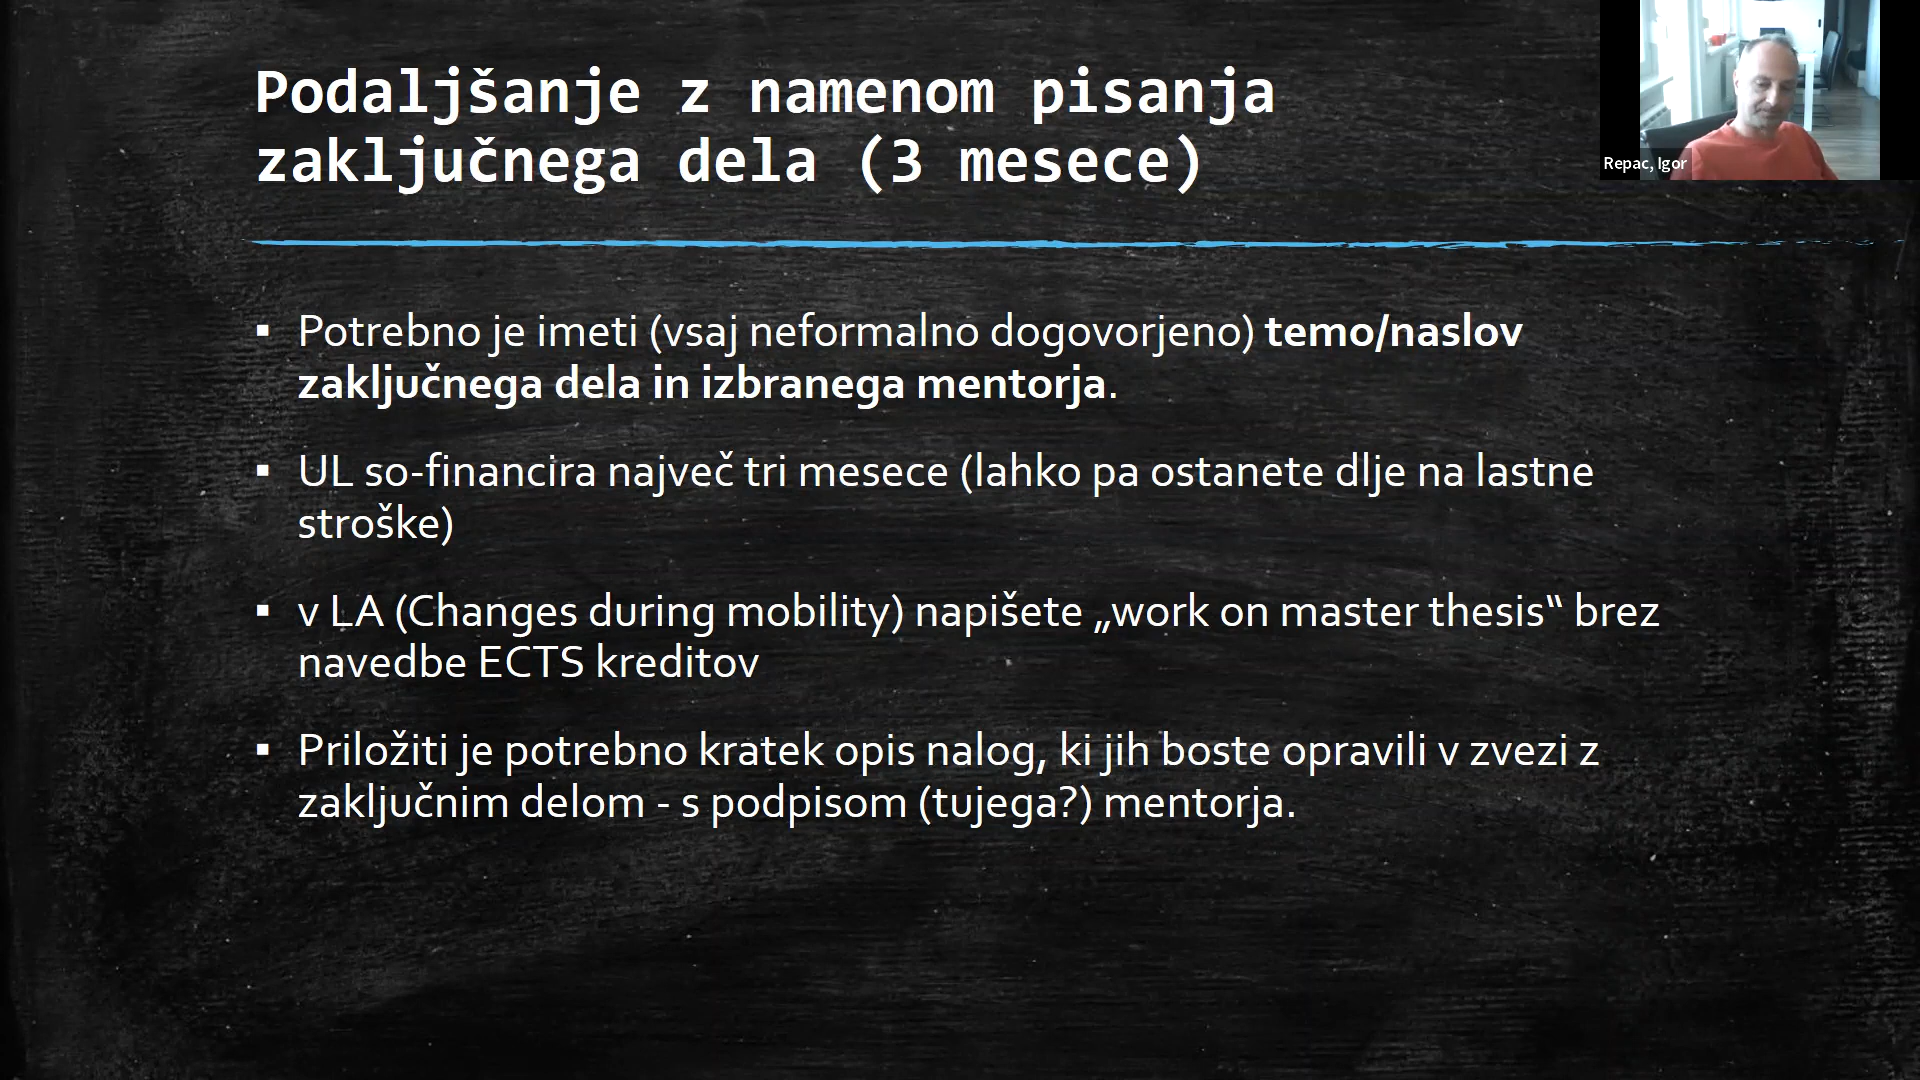 Podaljšanje z namenom pisanja
zaključnega dela (3 mesece)
Repac, Igor
▪ Potrebno je imeti (vsaj neformalno dogovorjeno) temo/naslov
zaključnega dela in izbranega mentorja.
▪ UL so-financira največ tri mesece (lahko pa ostanete dlje na lastne
stroške)
▪ v LA (Changes during mobility) napišete „work on master thesis“ brez
navedbe ECTS kreditov
▪ Priložiti je potrebno kratek opis nalog, ki jih boste opravili v zvezi z
zaključnim delom - s podpisom (tujega?) mentorja.